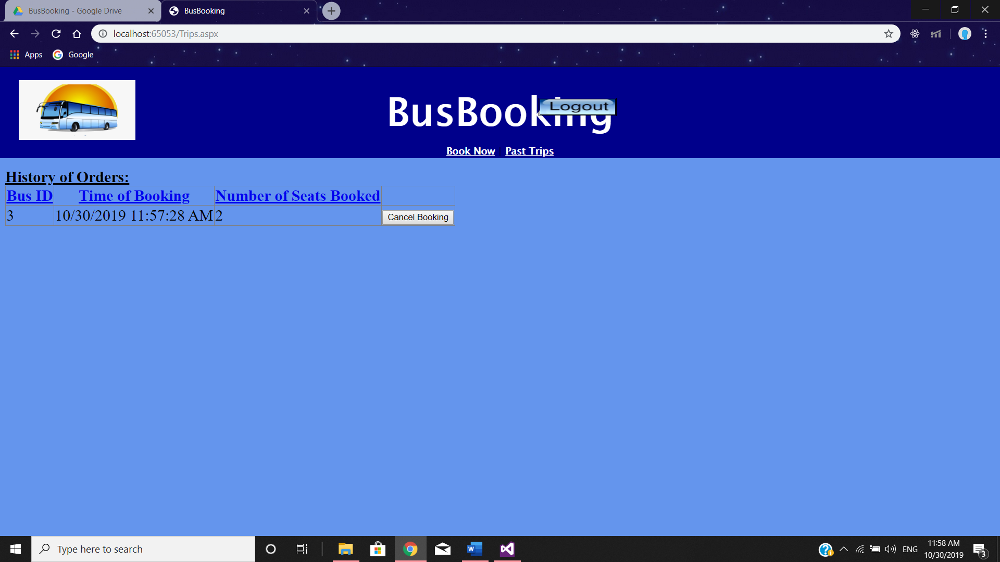 BusBooking - Google Drive
BusBooking
localhost:65053/Trips.aspx
Apps
Google
BusBooking
Logout
Book Now
Past Trips
History of Orders:
Bus ID Time of Booking Number of Seats Booked
3 10/30/2019 11:57:28 AM 2 Cancel Booking
Type here to search
ENG
11:58 AM
10/30/2019
3